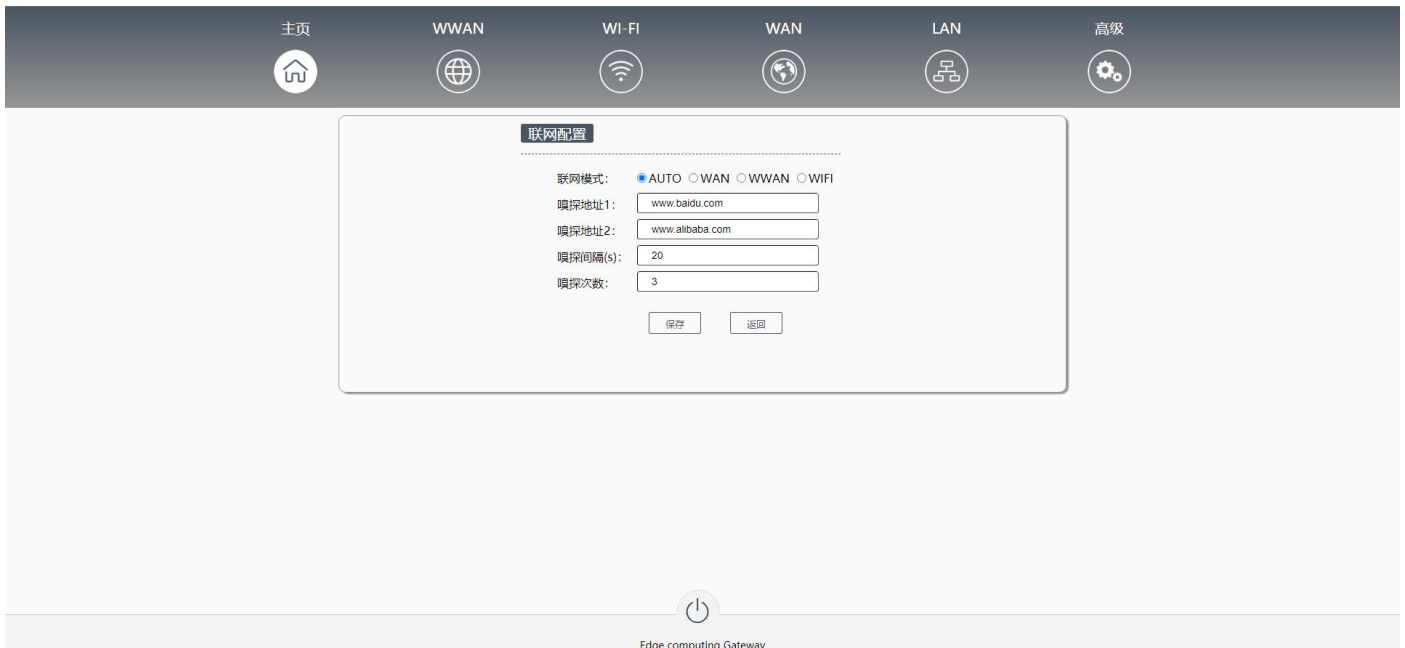 主页 WWAN WI-FI WAN LAN 高级
联网配置
联网模式： AUTO WAN WWAN WIFI
嗅探地址1： www.baidu.com
嗅探地址2： www.alibaba.com
嗅探间隔(s)： 20
嗅探次数： 3
保存 返回
Edge computing Gateway